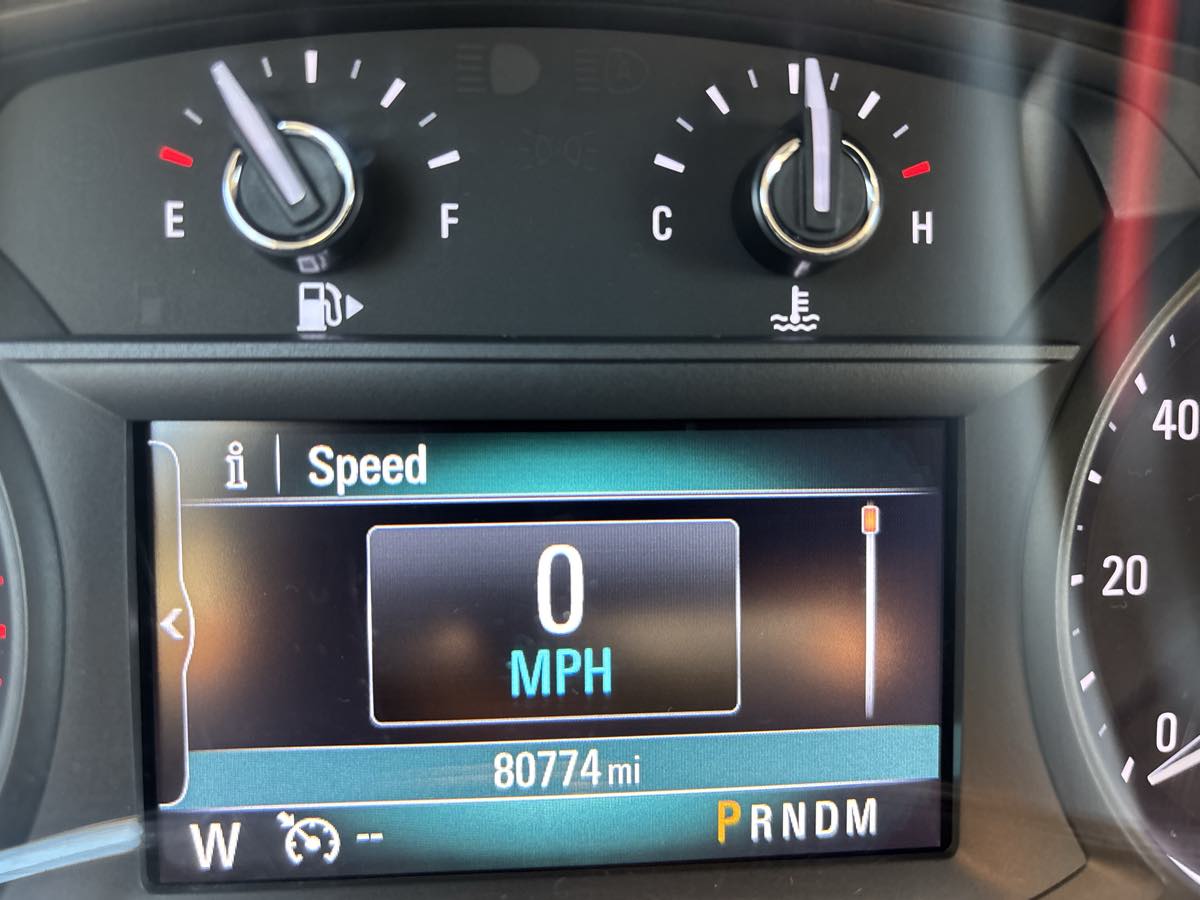 E F C H
i Speed
0
MPH
80774 mi
W -- PRNDM
40
20
0